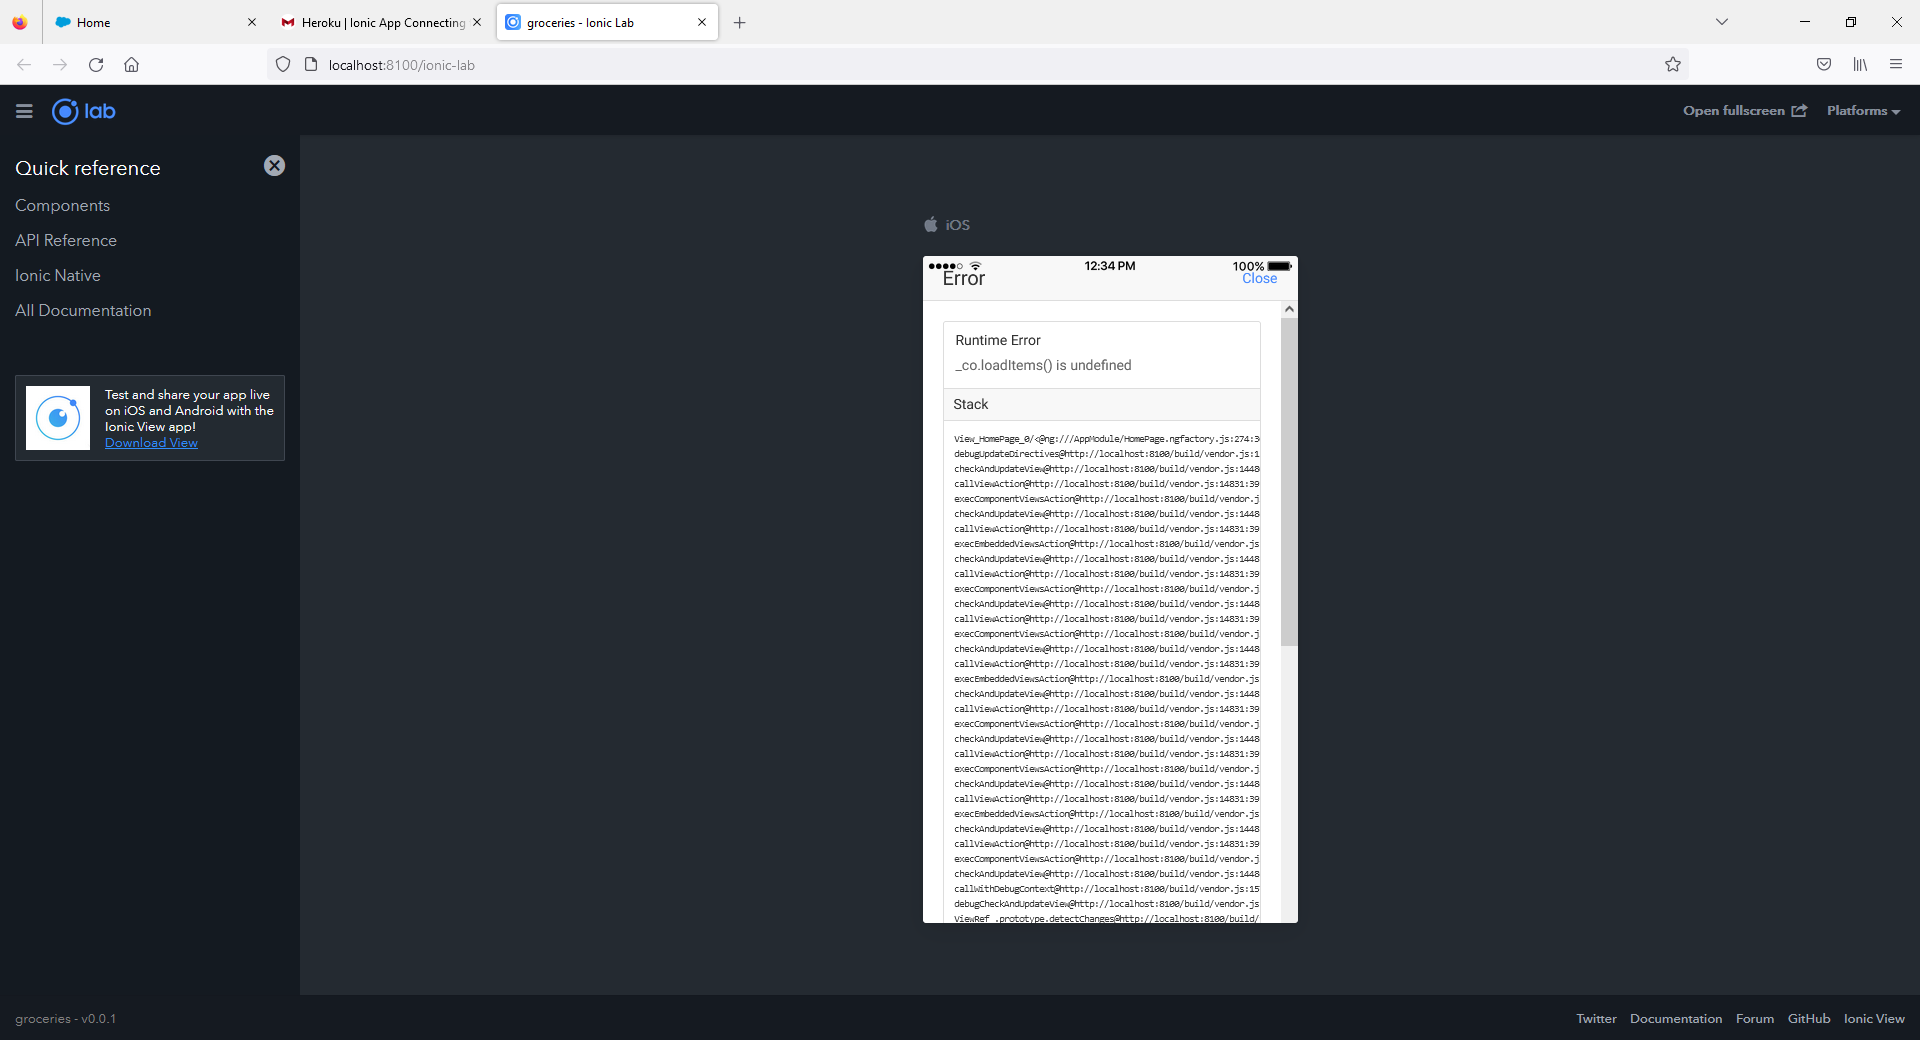 Home
Heroku | Ionic App Connecting
groceries - Ionic Lab
localhost:8100/ionic-lab
lab
Open fullscreen
Platforms
Quick reference
Components
API Reference
Ionic Native
All Documentation
Test and share your app live
on iOS and Android with the
Ionic View app!
Download View
iOS
12:34 PM
100%
Error
Close
Runtime Error
_co.loadItems() is undefined
Stack
View_HomePage_0/<@ng:///AppModule/HomePage.ngfactory.js:274:3
debugUpdateDirectives@http://localhost:8100/build/vendor.js:1
checkAndUpdateView@http://localhost:8100/build/vendor.js:1448
callViewAction@http://localhost:8100/build/vendor.js:14831:39
execComponentViewsAction@http://localhost:8100/build/vendor.j
checkAndUpdateView@http://localhost:8100/build/vendor.js:1448
callViewAction@http://localhost:8100/build/vendor.js:14831:39
execEmbeddedViewsAction@http://localhost:8100/build/vendor.js
checkAndUpdateView@http://localhost:8100/build/vendor.js:1448
callViewAction@http://localhost:8100/build/vendor.js:14831:39
execComponentViewsAction@http://localhost:8100/build/vendor.j
checkAndUpdateView@http://localhost:8100/build/vendor.js:1448
callViewAction@http://localhost:8100/build/vendor.js:14831:39
execComponentViewsAction@http://localhost:8100/build/vendor.j
checkAndUpdateView@http://localhost:8100/build/vendor.js:1448
callViewAction@http://localhost:8100/build/vendor.js:14831:39
execEmbeddedViewsAction@http://localhost:8100/build/vendor.js
checkAndUpdateView@http://localhost:8100/build/vendor.js:1448
callViewAction@http://localhost:8100/build/vendor.js:14831:39
execComponentViewsAction@http://localhost:8100/build/vendor.j
checkAndUpdateView@http://localhost:8100/build/vendor.js:1448
callViewAction@http://localhost:8100/build/vendor.js:14831:39
execComponentViewsAction@http://localhost:8100/build/vendor.j
checkAndUpdateView@http://localhost:8100/build/vendor.js:1448
callViewAction@http://localhost:8100/build/vendor.js:14831:39
execEmbeddedViewsAction@http://localhost:8100/build/vendor.js
checkAndUpdateView@http://localhost:8100/build/vendor.js:1448
callViewAction@http://localhost:8100/build/vendor.js:14831:39
execComponentViewsAction@http://localhost:8100/build/vendor.j
checkAndUpdateView@http://localhost:8100/build/vendor.js:1448
callWithDebugContext@http://localhost:8100/build/vendor.js:15
debugCheckAndUpdateView@http://localhost:8100/build/vendor.js
ViewRef_.prototype.detectChanges@http://localhost:8100/build/
groceries - v0.0.1
Twitter
Documentation
Forum
GitHub
Ionic View